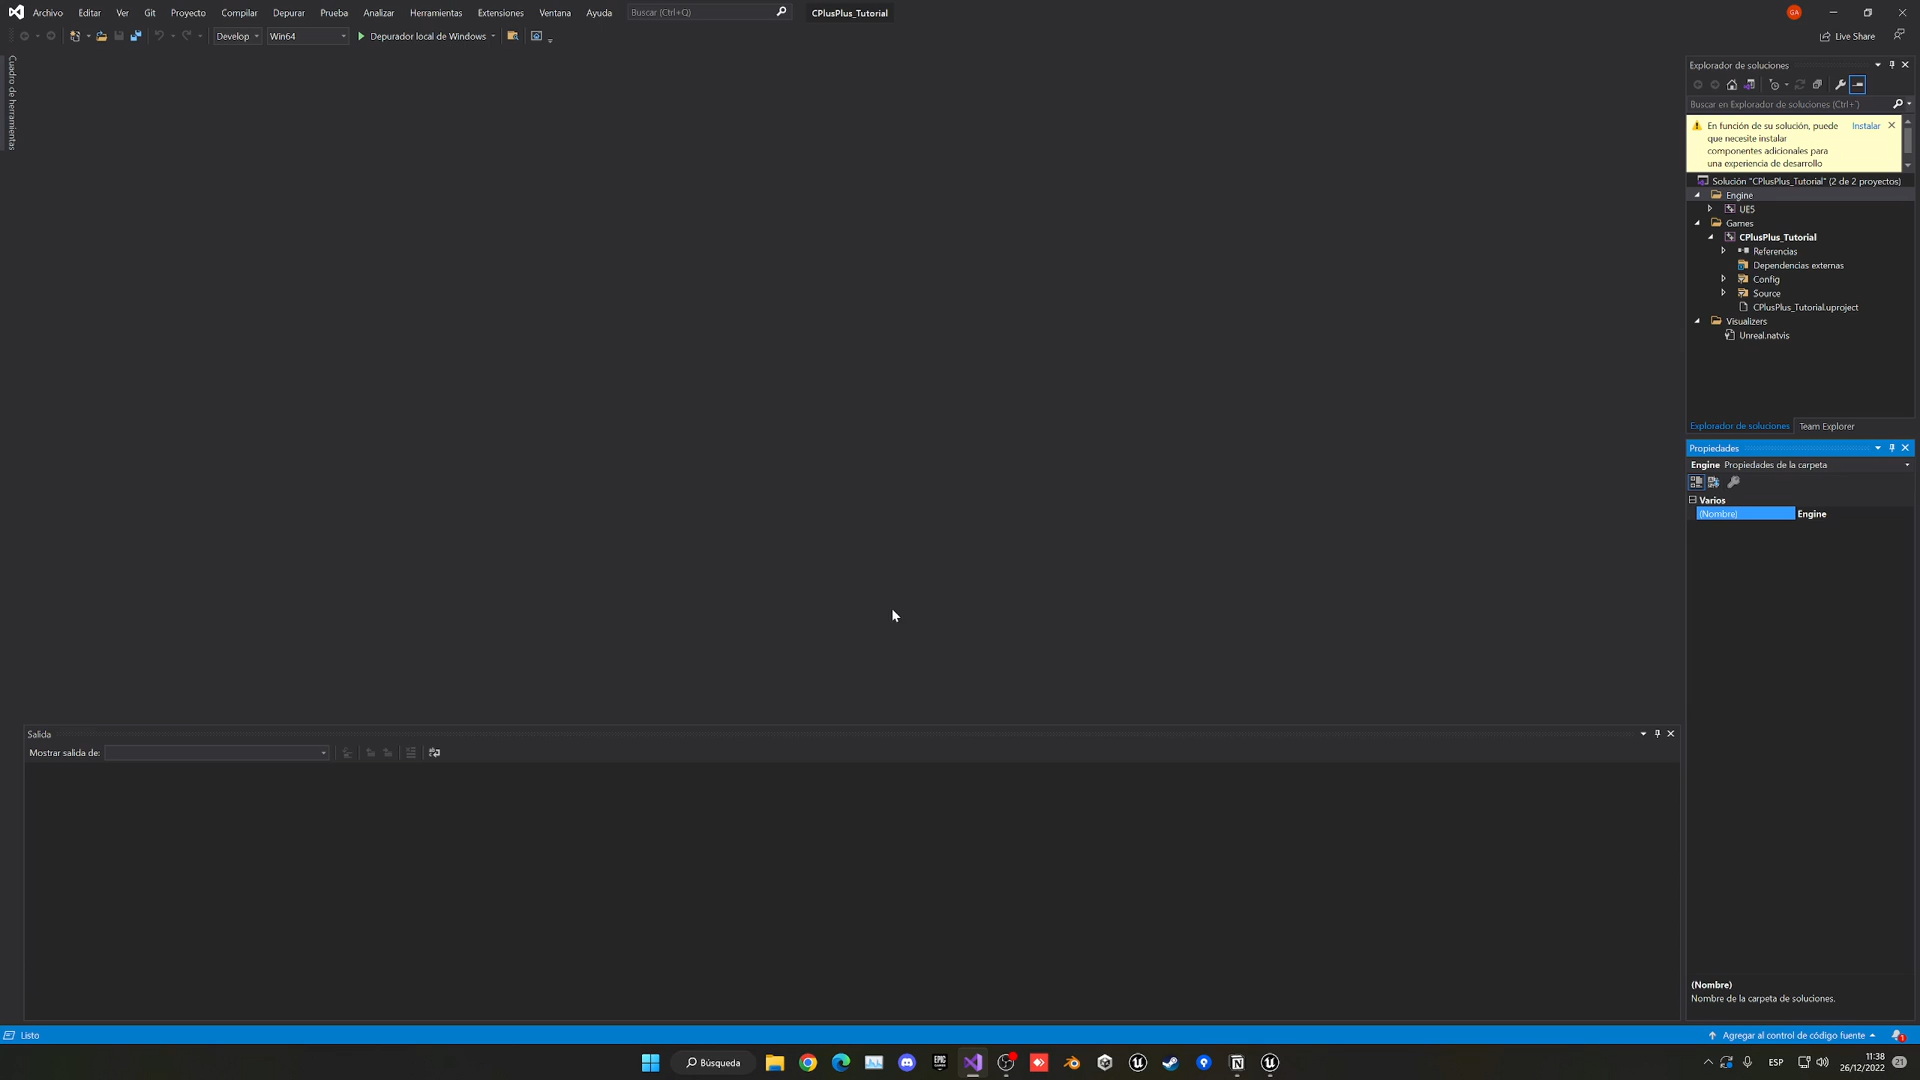 Archivo Editar Ver Git Proyecto Compilar Depurar Prueba Analizar Herramientas Extensiones Ventana Ayuda Buscar (Ctrl+Q) CPlusPlus_Tutorial GA
Develop Win64 Depurador local de Windows Live Share
Cuadro de herramientas
Explorador de soluciones
Buscar en Explorador de soluciones (Ctrl+´)
En función de su solución, puede Instalar
que necesite instalar
componentes adicionales para
una experiencia de desarrollo
Solución "CPlusPlus_Tutorial" (2 de 2 proyectos)
Engine
UE5
Games
CPlusPlus_Tutorial
Referencias
Dependencias externas
Config
Source
CPlusPlus_Tutorial.uproject
Visualizers
Unreal.natvis
Explorador de soluciones Team Explorer
Propiedades
Engine Propiedades de la carpeta
Varios
(Nombre) Engine
Salida
Mostrar salida de:
(Nombre)
Nombre de la carpeta de soluciones.
Listo Agregar al control de código fuente 1
Búsqueda EPIC GAMES ESP 11:38
26/12/2022 21